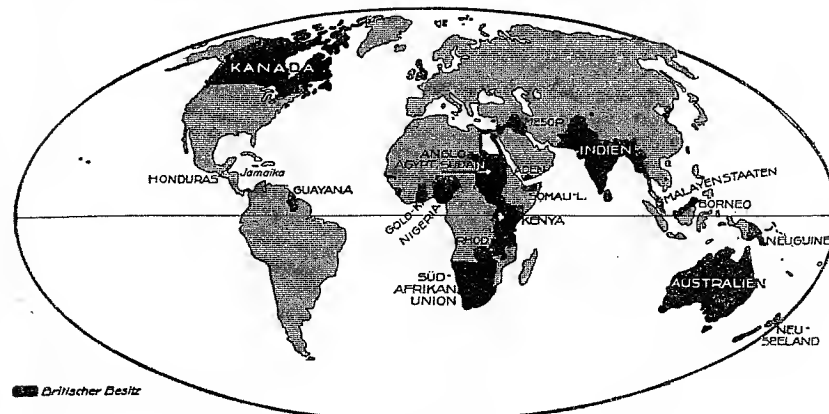 KANADA
MESOP.
INDIEN
ANGLO-
ÄGYPT. SUDAN
ADEN
HONDURAS
Jamaika
GUAYANA
SOMALI-L.
MALAYENSTAATEN
BORNEO
GOLD-K.
NIGERIA
KENYA
NEUGUINEA
RHOD.
SÜD-
AFRIKAN.
UNION
AUSTRALIEN
NEU-
SEELAND
Britischer Besitz